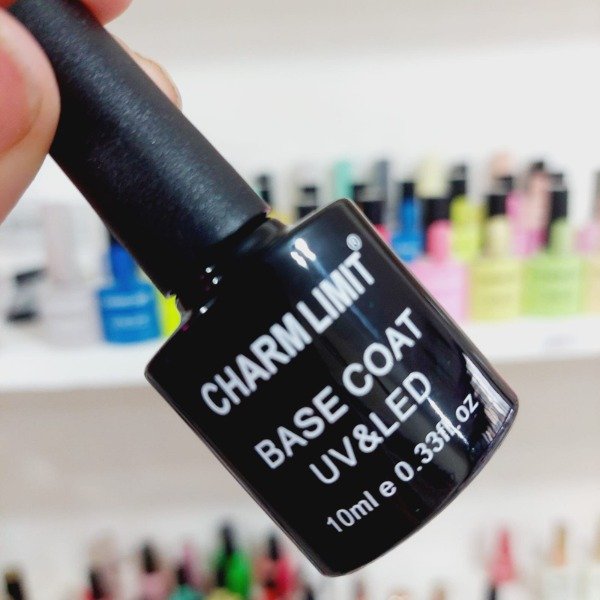 CHARM LIMIT®
BASE COAT
UV&LED
10ml e 0.33fl.oz